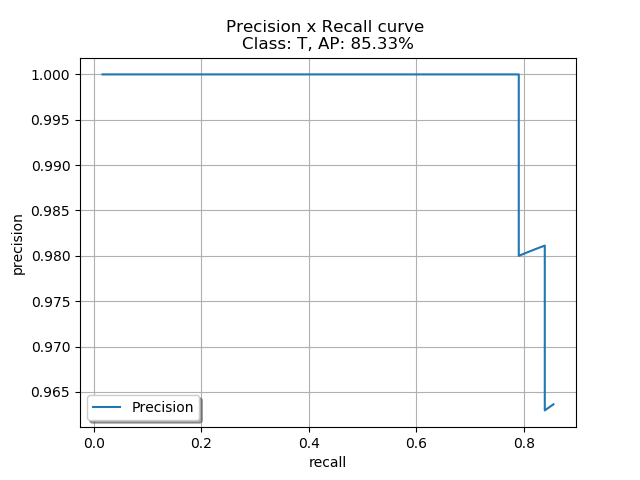 Precision x Recall curve
Class: T, AP: 85.33%
1.000
0.995
0.990
0.985
0.980
0.975
0.970
0.965
precision
Precision
0.0 0.2 0.4 0.6 0.8
recall